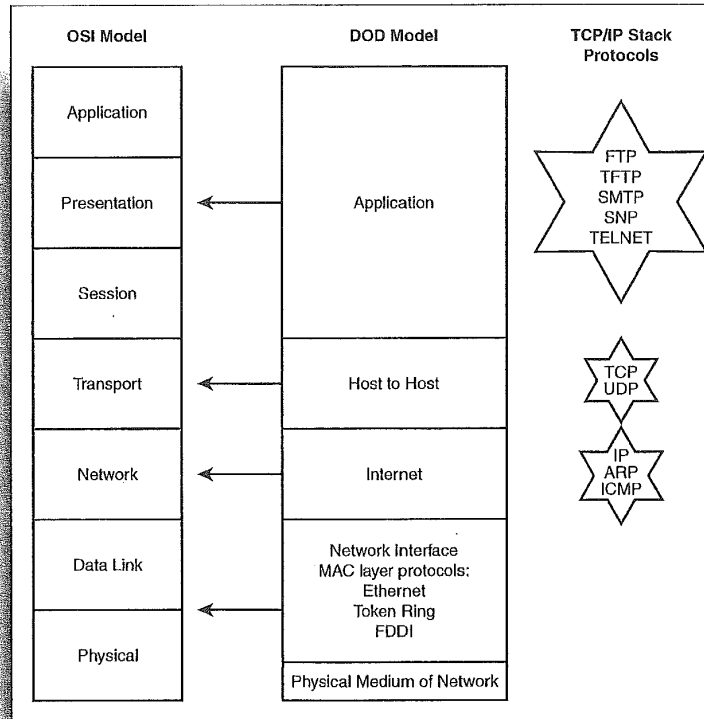 OSI Model
Application
Presentation
Session
Transport
Network
Data Link
Physical
DOD Model
Application
Host to Host
Internet
Network Interface
MAC layer protocols:
Ethernet
Token Ring
FDDI
Physical Medium of Network
TCP/IP Stack
Protocols
FTP
TFTP
SMTP
SNP
TELNET
TCP
UDP
IP
ARP
ICMP